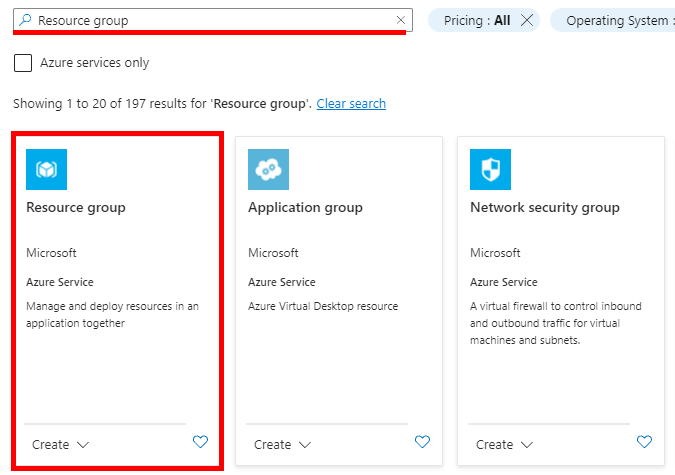 Resource group
Pricing : All
Operating System :
Azure services only
Showing 1 to 20 of 197 results for 'Resource group'. Clear search
Resource group
Microsoft
Azure Service
Manage and deploy resources in an
application together
Create
Application group
Microsoft
Azure Service
Azure Virtual Desktop resource
Create
Network security group
Microsoft
Azure Service
A virtual firewall to control inbound
and outbound traffic for virtual
machines and subnets.
Create